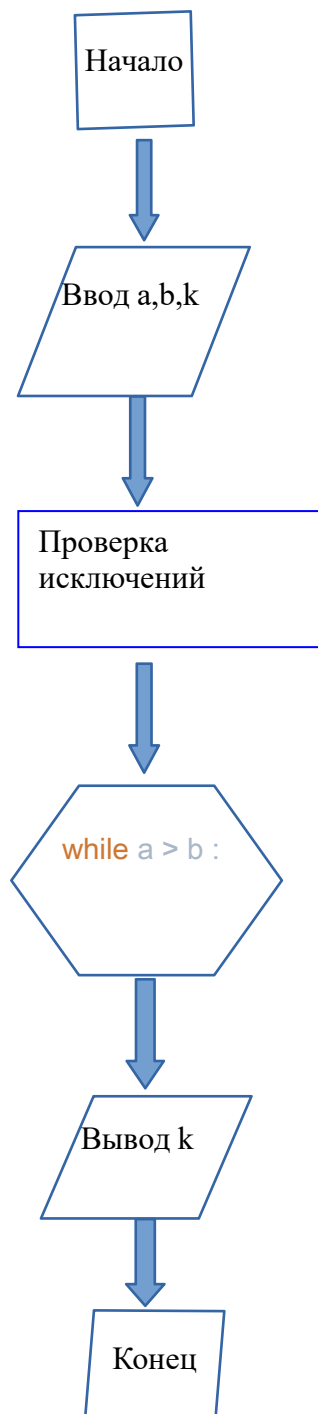 Начало
Ввод a,b,k
Проверка
исключений
while a > b :
Вывод k
Конец